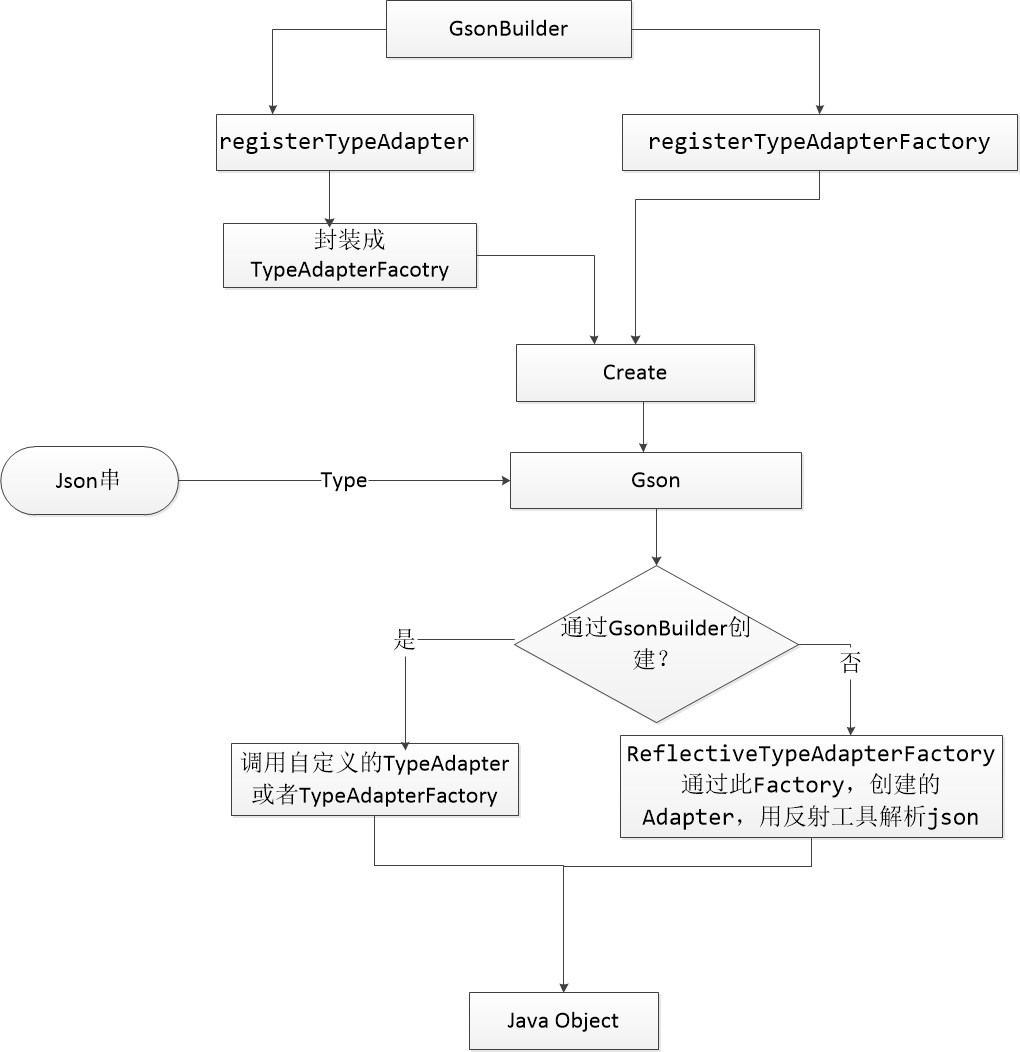 GsonBuilder
registerTypeAdapter
registerTypeAdapterFactory
封装成
TypeAdapterFacotry
Create
Json串
Type
Gson
通过GsonBuilder创
建？
是
否
调用自定义的TypeAdapter
或者TypeAdapterFactory
ReflectiveTypeAdapterFactory
通过此Factory，创建的
Adapter，用反射工具解析json
Java Object